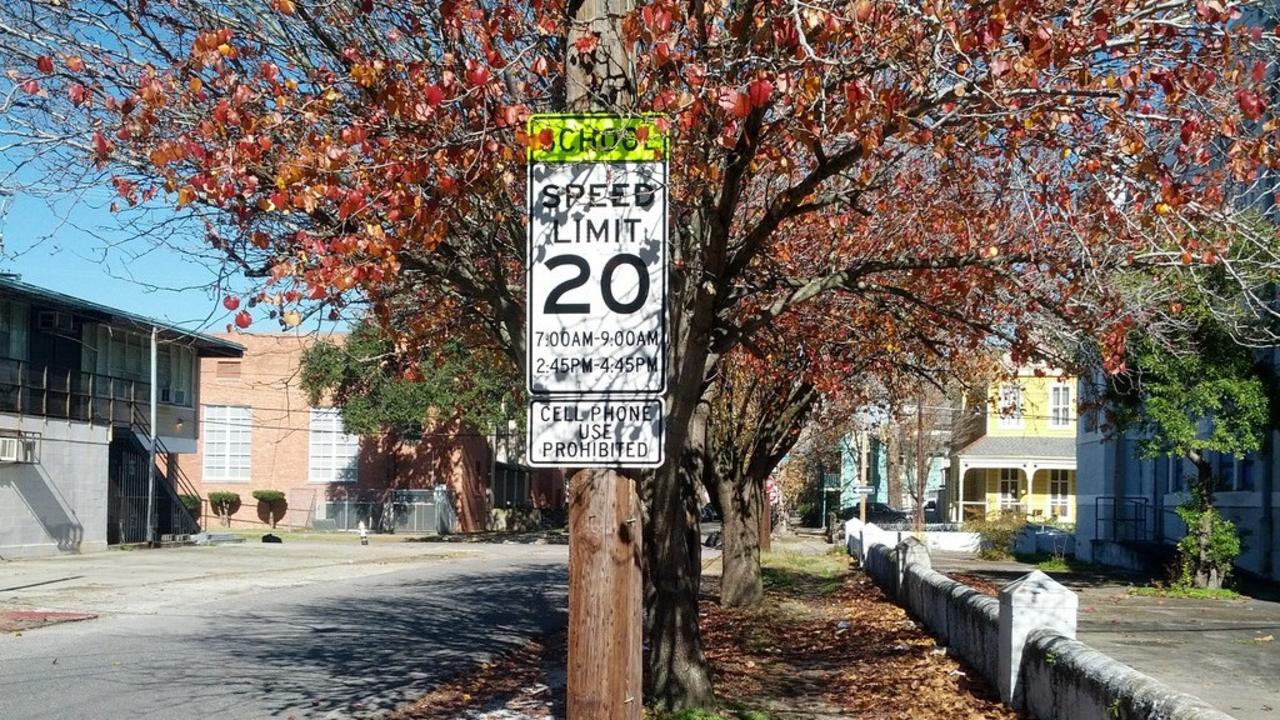 SCHOOL
SPEED
LIMIT
20
7:00AM-9:00AM
2:45PM-4:45PM
CELL PHONE
USE
PROHIBITED